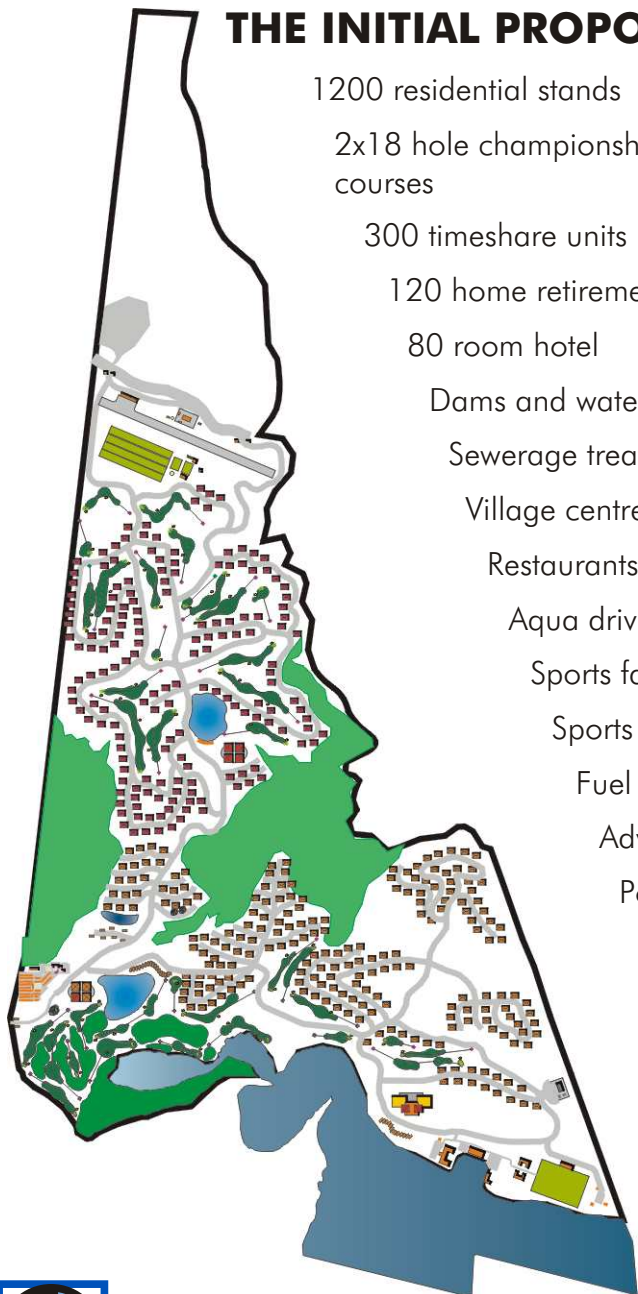 THE INITIAL PROPO
1200 residential stands
2x18 hole championsh
courses
300 timeshare units
120 home retireme
80 room hotel
Dams and wate
Sewerage trea
Village centre
Restaurants
Aqua driv
Sports fa
Sports
Fuel
Adv